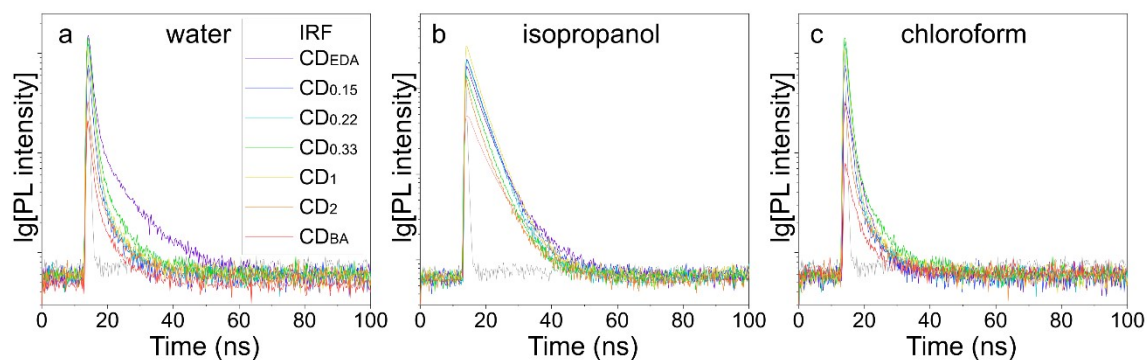 a water IRF
CDEDA
CD0.15
CD0.22
CD0.33
CD1
CD2
CDBA
lg[PL intensity]
0 20 40 60 80 100
Time (ns)
b isopropanol
lg[PL intensity]
0 20 40 60 80 100
Time (ns)
c chloroform
lg[PL intensity]
0 20 40 60 80 100
Time (ns)